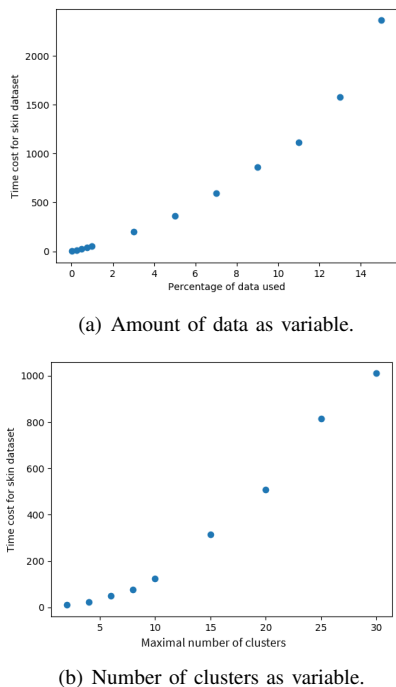 2000
1500
1000
500
0
Time cost for skin dataset
0 2 4 6 8 10 12 14
Percentage of data used
(a) Amount of data as variable.
1000
800
600
400
200
0
Time cost for skin dataset
5 10 15 20 25 30
Maximal number of clusters
(b) Number of clusters as variable.